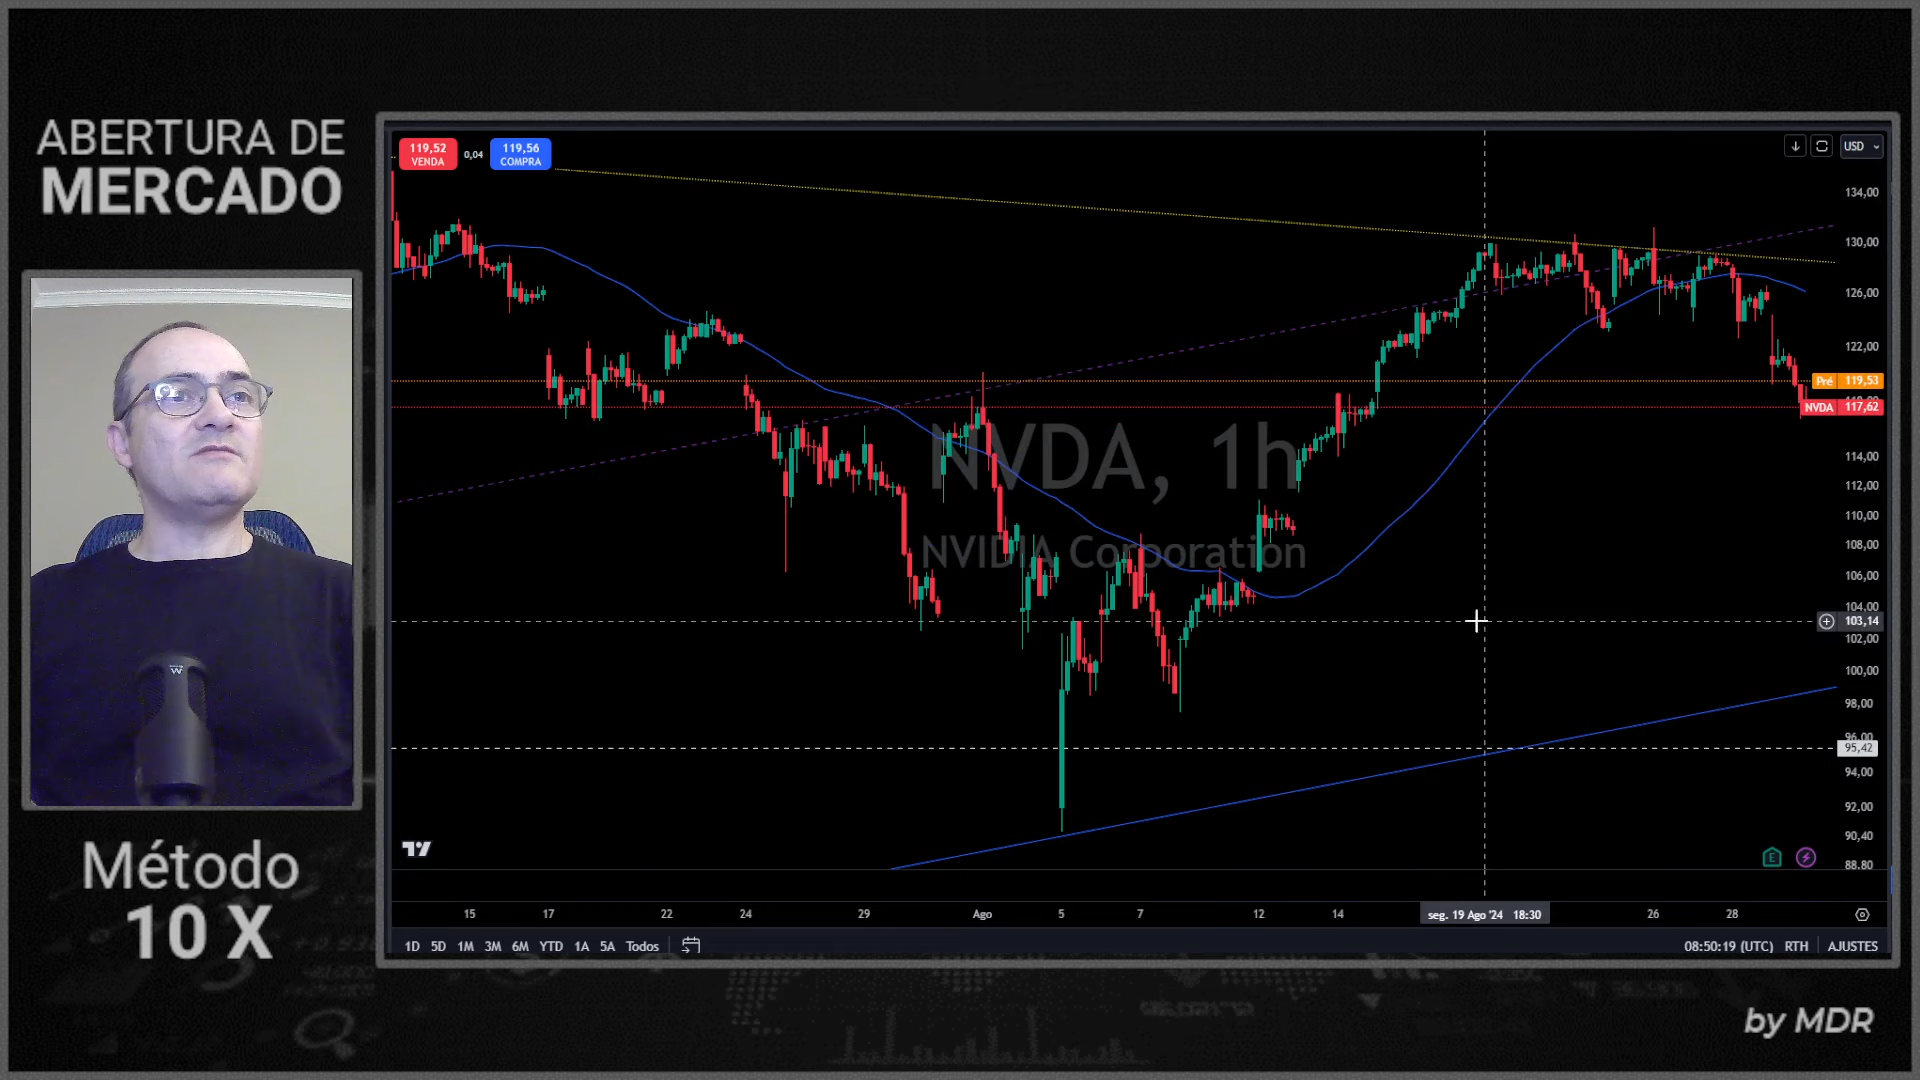 ABERTURA DE
MERCADO
Método
10 X
119,52
VENDA
0,04
119,56
COMPRA
USD
134,00
130,00
126,00
122,00
Pré 119,53
NVDA 117,62
114,00
112,00
110,00
108,00
106,00
104,00
103,14
102,00
100,00
98,00
96,00
95,42
94,00
92,00
90,40
88.80
NVDA, 1h
NVIDIA Corporation
E
15 17 22 24 29 Ago 5 7 12 14 seg. 19 Ago '24 18:30 26 28
1D 5D 1M 3M 6M YTD 1A 5A Todos
08:50:19 (UTC) RTH AJUSTES
by MDR